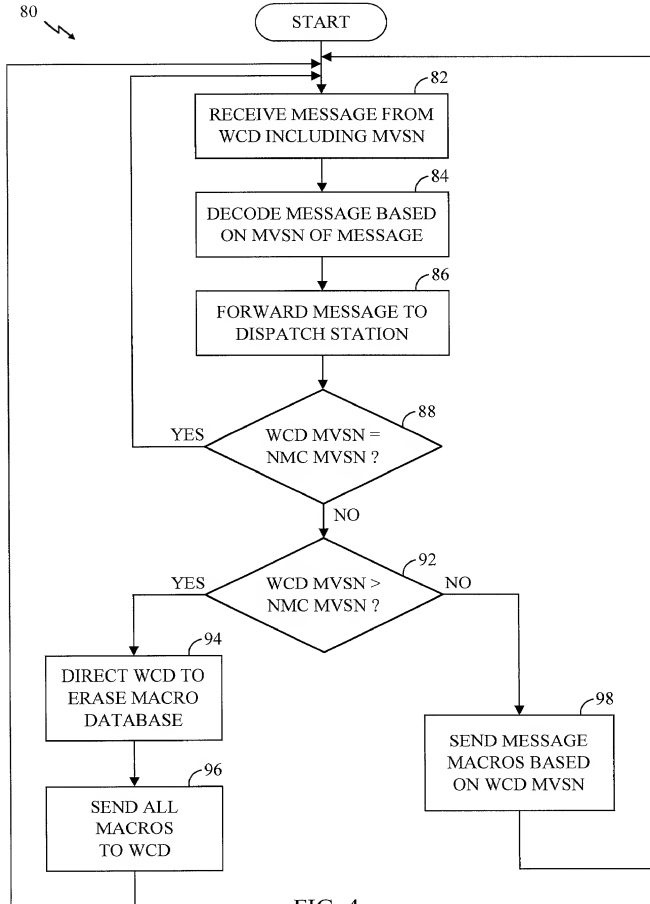 80
START
82
RECEIVE MESSAGE FROM
WCD INCLUDING MVSN
84
DECODE MESSAGE BASED
ON MVSN OF MESSAGE
86
FORWARD MESSAGE TO
DISPATCH STATION
88
YES
WCD MVSN =
NMC MVSN ?
NO
92
YES
WCD MVSN >
NMC MVSN ?
NO
94
DIRECT WCD TO
ERASE MACRO
DATABASE
98
SEND MESSAGE
MACROS BASED
ON WCD MVSN
96
SEND ALL
MACROS
TO WCD
FIG. 4